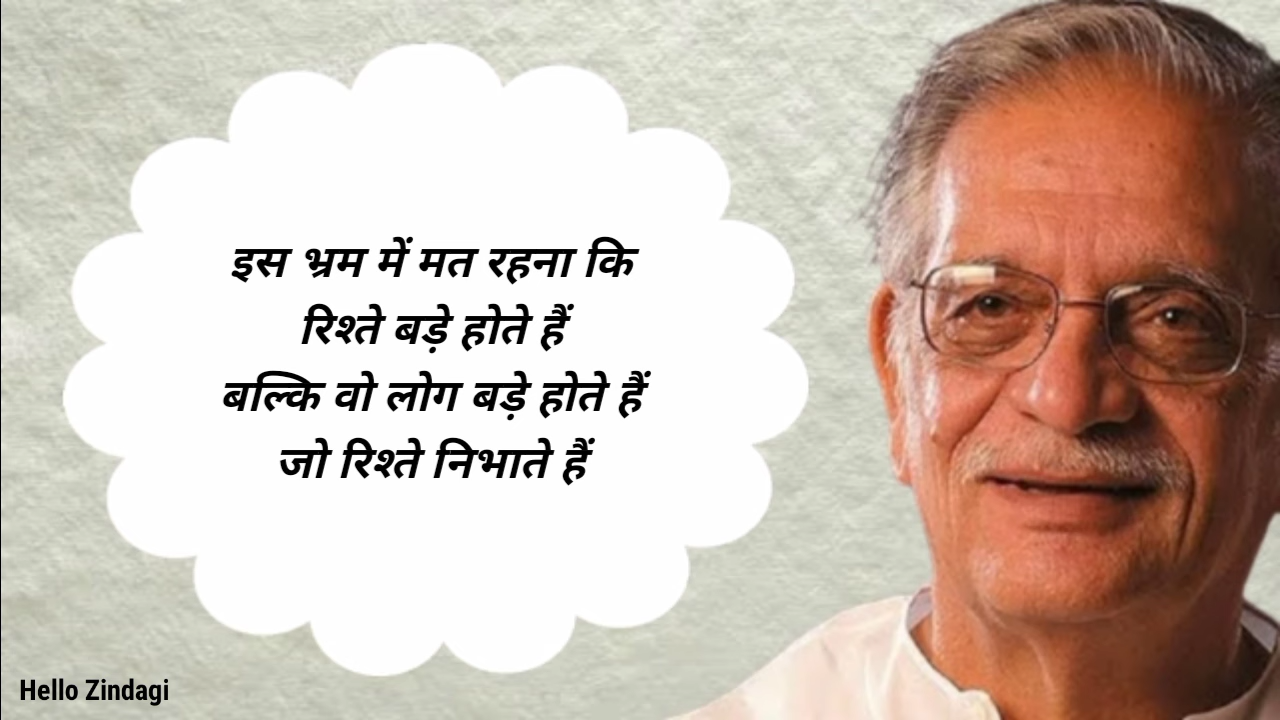 इस भ्रम में मत रहना कि
रिश्ते बड़े होते हैं
बल्कि वो लोग बड़े होते हैं
जो रिश्ते निभाते हैं
Hello Zindagi